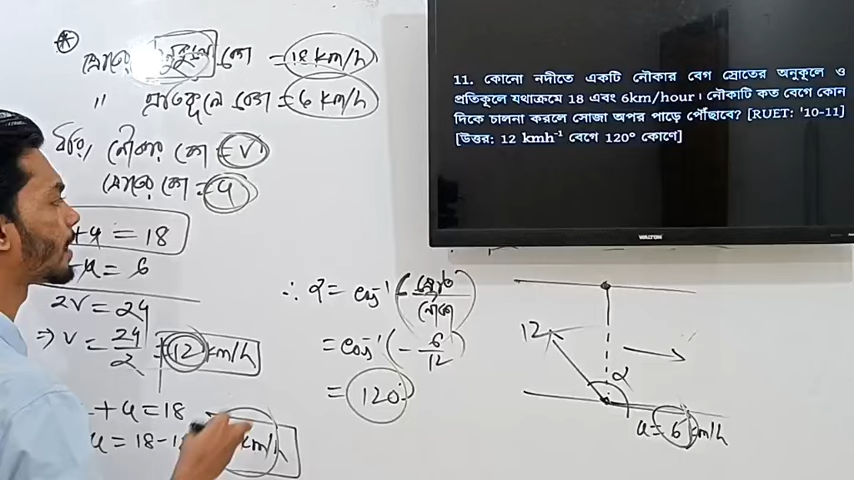 স্রোতের অনুকূলে বেগ = 18 km/h
" প্রতিকূলে বেগ = 6 km/h
ধরি, নৌকার বেগ = v
স্রোতের বেগ = u
+u = 18
-u = 6
2v = 24
⇒ v = 24/2 = 12 km/h
+u = 18
u = 18-1
km/h
∴ α = cos⁻¹(-স্রোত/নৌকা)
= cos⁻¹(-6/12)
= 120°
11. কোনো নদীতে একটি নৌকার বেগ স্রোতের অনুকূলে ও
প্রতিকূলে যথাক্রমে 18 এবং 6km/hour। নৌকাটি কত বেগে কোন
দিকে চালনা করলে সোজা অপর পাড়ে পৌঁছাবে? [RUET: '10-11]
[উত্তর: 12 kmh⁻¹ বেগে 120° কোণে]
WALTON
12
α
u = 6 km/h